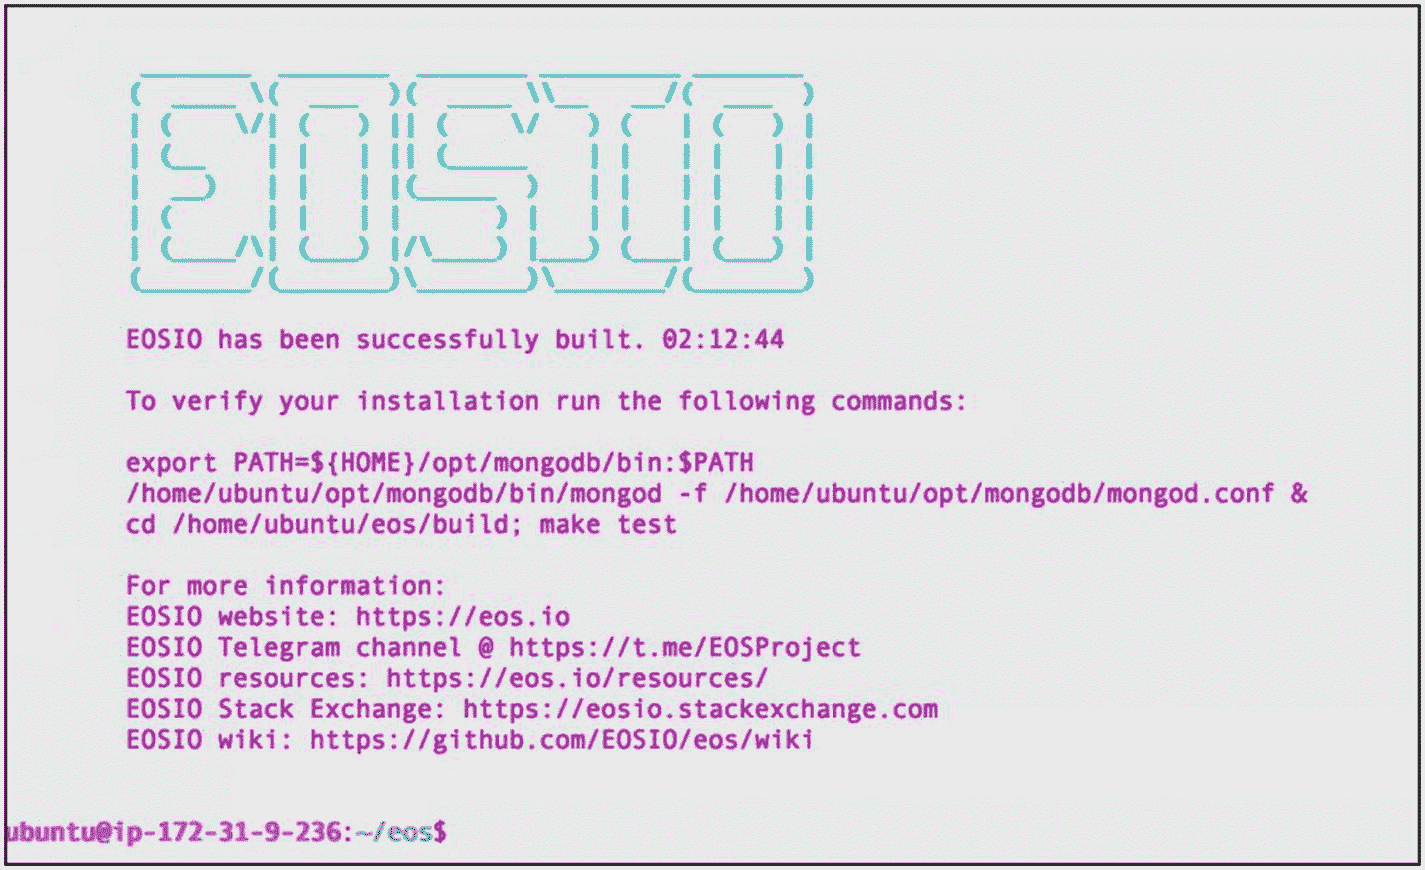 EOSIO
EOSIO has been successfully built. 02:12:44
To verify your installation run the following commands:
export PATH=${HOME}/opt/mongodb/bin:$PATH
/home/ubuntu/opt/mongodb/bin/mongod -f /home/ubuntu/opt/mongodb/mongod.conf &
cd /home/ubuntu/eos/build; make test
For more information:
EOSIO website: https://eos.io
EOSIO Telegram channel @ https://t.me/EOSProject
EOSIO resources: https://eos.io/resources/
EOSIO Stack Exchange: https://eosio.stackexchange.com
EOSIO wiki: https://github.com/EOSIO/eos/wiki
ubuntu@ip-172-31-9-236:~/eos$